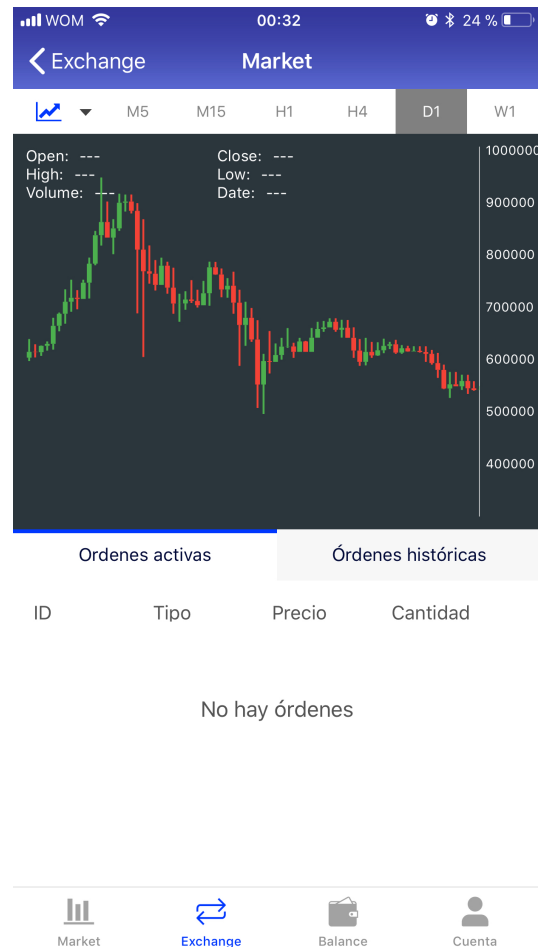 WOM 00:32 24 %
Exchange Market
M5 M15 H1 H4 D1 W1
Open: --- Close: ---
High: --- Low: ---
Volume: --- Date: ---
1000000
900000
800000
700000
600000
500000
400000
Ordenes activas Órdenes históricas
ID Tipo Precio Cantidad
No hay órdenes
Market Exchange Balance Cuenta